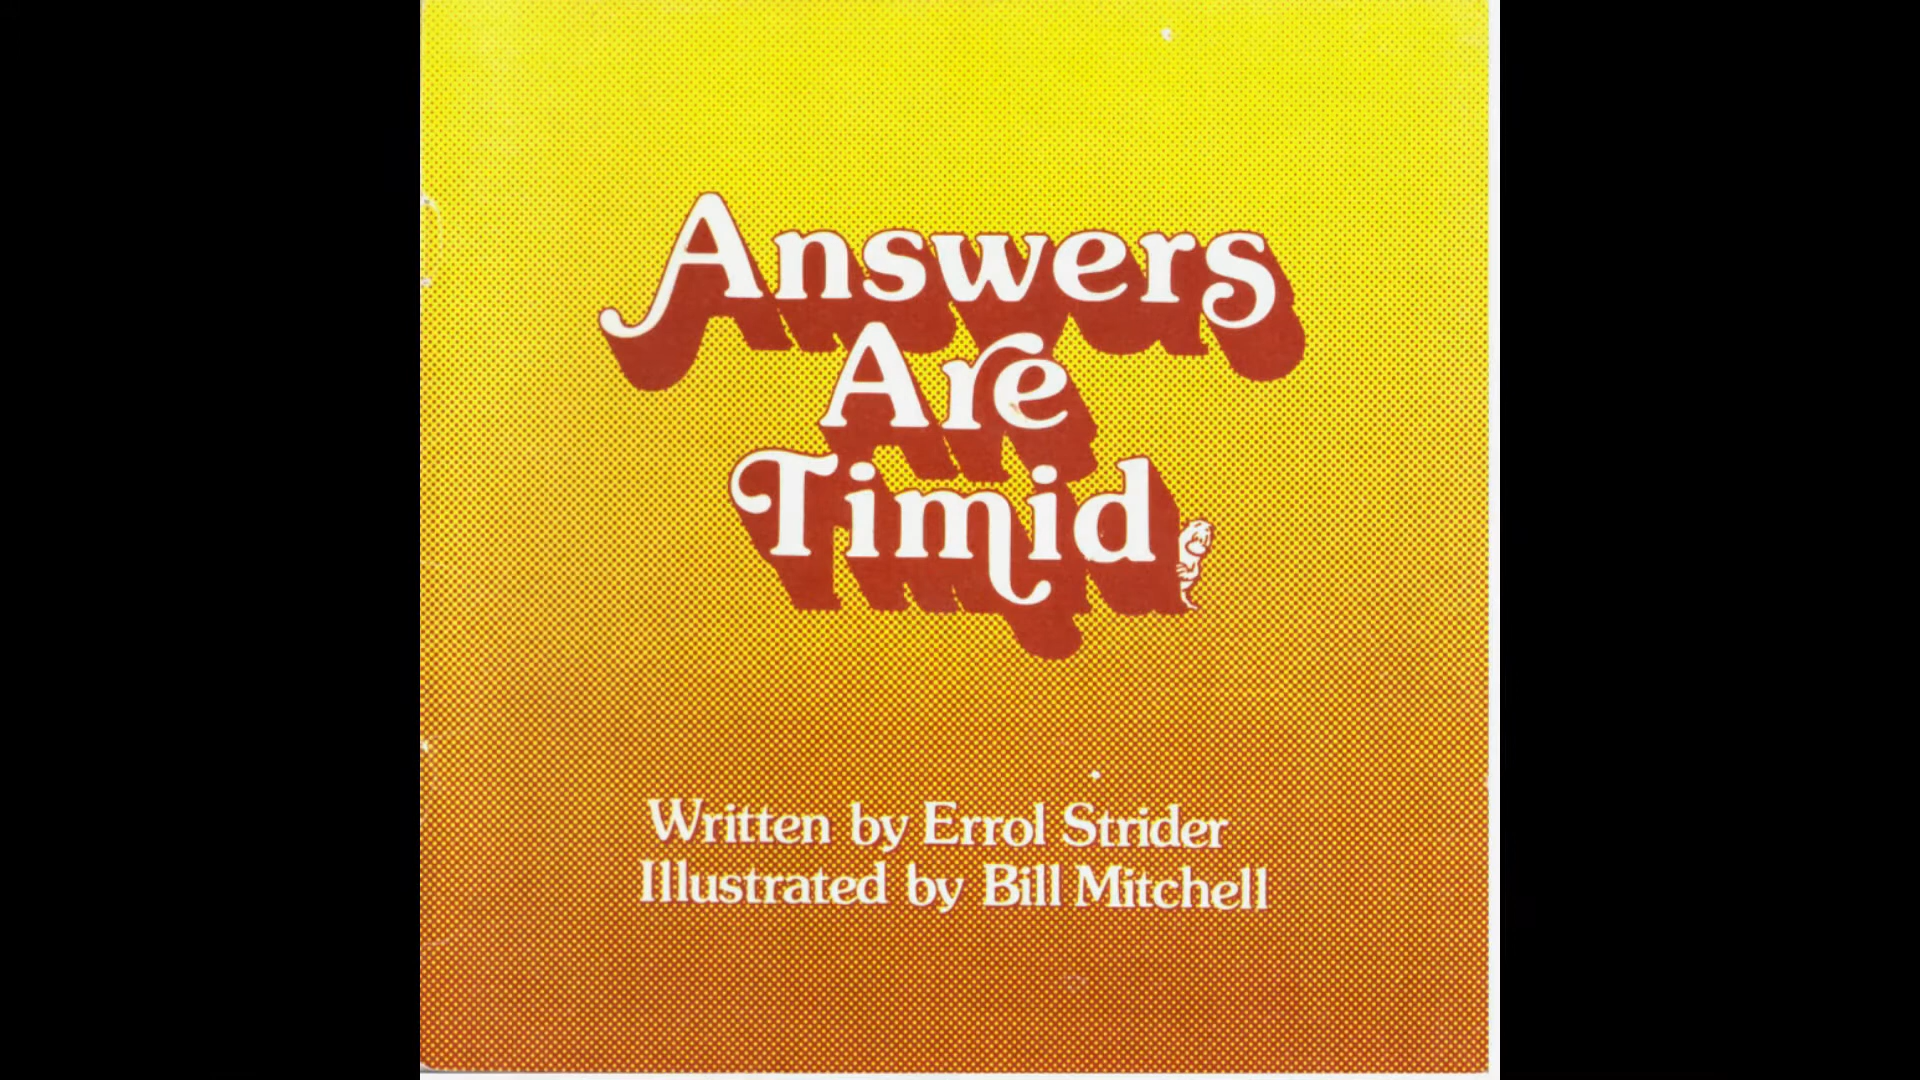 Answers
Are
Timid
Written by Errol Strider
Illustrated by Bill Mitchell